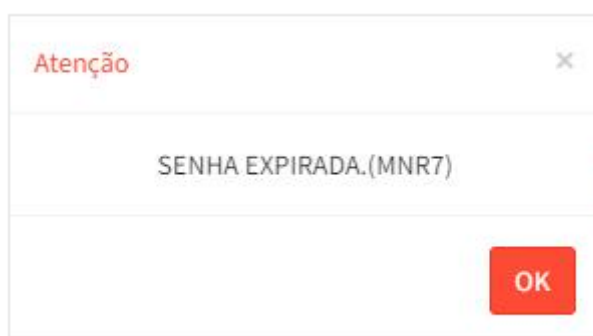 Atenção ×
SENHA EXPIRADA.(MNR7)
OK